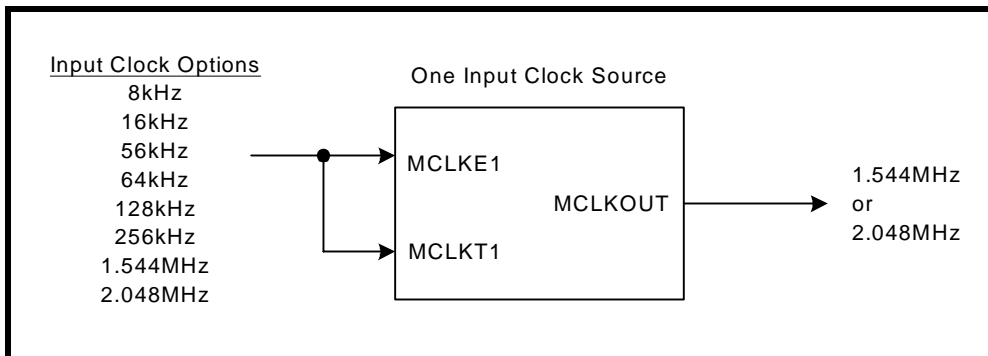 Input Clock Options
8kHz
16kHz
56kHz
64kHz
128kHz
256kHz
1.544MHz
2.048MHz
One Input Clock Source
MCLKE1
MCLKOUT
MCLKT1
1.544MHz
or
2.048MHz